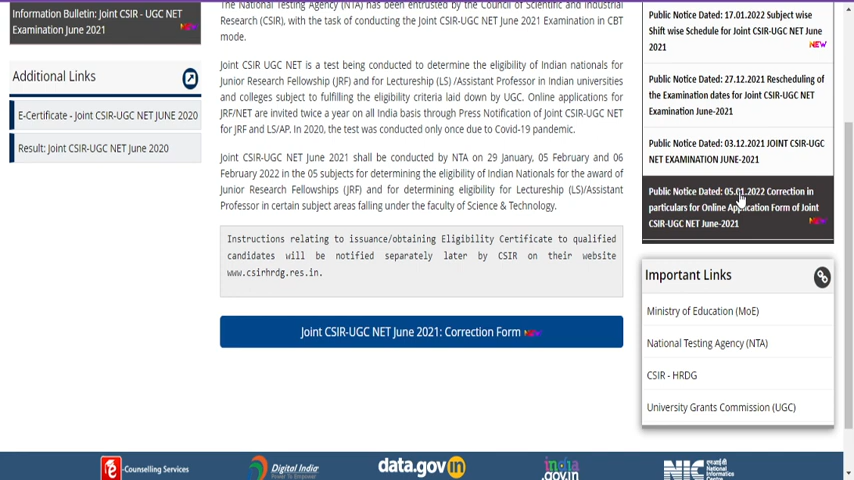 Information Bulletin: Joint CSIR - UGC NET
Examination June 2021
Additional Links
E-Certificate - Joint CSIR-UGC NET JUNE 2020
Result: Joint CSIR-UGC NET June 2020
The National Testing Agency (NTA) has been entrusted by the Council of Scientific and Industrial
Research (CSIR), with the task of conducting the Joint CSIR-UGC NET June 2021 Examination in CBT
mode.
Joint CSIR UGC NET is a test being conducted to determine the eligibility of Indian nationals for
Junior Research Fellowship (JRF) and for Lectureship (LS) /Assistant Professor in Indian universities
and colleges subject to fulfilling the eligibility criteria laid down by UGC. Online applications for
JRF/NET are invited twice a year on all India basis through Press Notification of Joint CSIR-UGC NET
for JRF and LS/AP. In 2020, the test was conducted only once due to Covid-19 pandemic.
Joint CSIR-UGC NET June 2021 shall be conducted by NTA on 29 January, 05 February and 06
February 2022 in the 05 subjects for determining the eligibility of Indian Nationals for the award of
Junior Research Fellowships (JRF) and for determining eligibility for Lectureship (LS)/Assistant
Professor in certain subject areas falling under the faculty of Science & Technology.
Instructions relating to issuance/obtaining Eligibility Certificate to qualified
candidates will be notified separately later by CSIR on their website
www.csirhrdg.res.in.
Joint CSIR-UGC NET June 2021: Correction Form NEW
Public Notice Dated: 17.01.2022 Subject wise
Shift wise Schedule for Joint CSIR-UGC NET June
2021 NEW
Public Notice Dated: 27.12.2021 Rescheduling of
the Examination dates for Joint CSIR-UGC NET
Examination June-2021
Public Notice Dated: 03.12.2021 JOINT CSIR-UGC
NET EXAMINATION JUNE-2021
Public Notice Dated: 05.01.2022 Correction in
particulars for Online Application Form of Joint
CSIR-UGC NET June-2021 NEW
Important Links
Ministry of Education (MoE)
National Testing Agency (NTA)
CSIR - HRDG
University Grants Commission (UGC)
e Counselling Services
Digital India
Power To Empower
data.gov in
india
.gov.in
NIC
National
Informatics
Centre